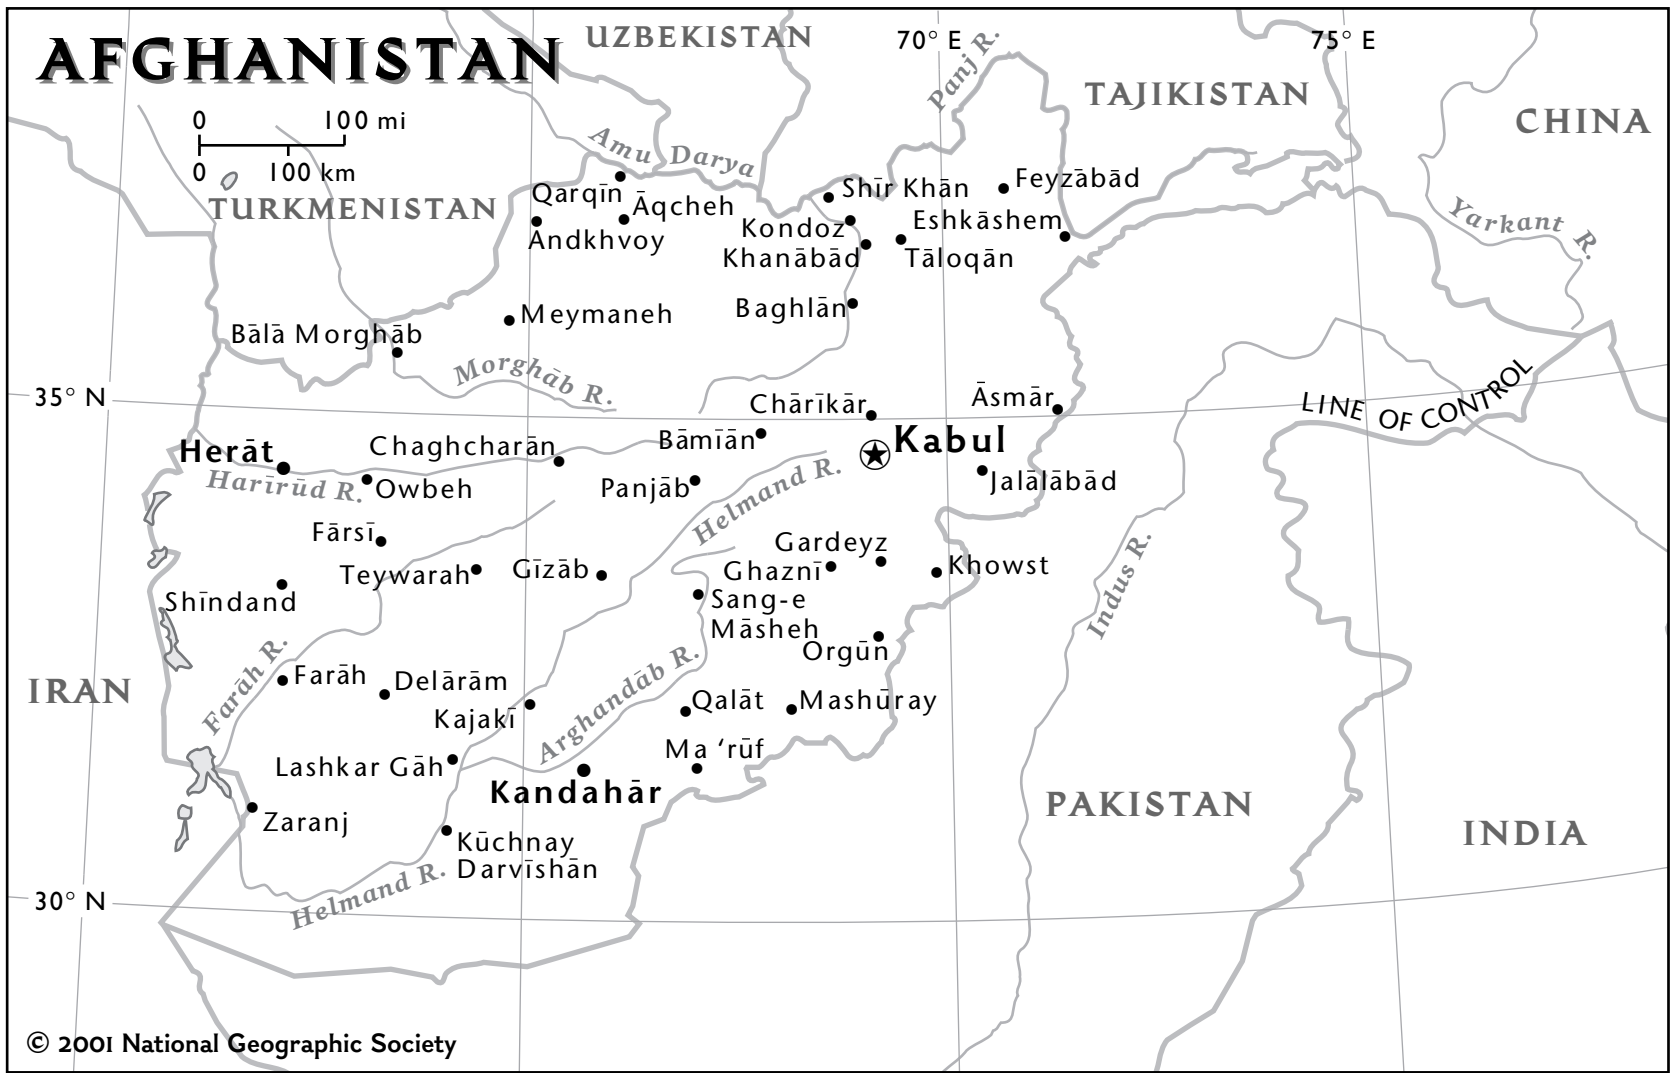 AFGHANISTAN
UZBEKISTAN
70° E
75° E
Panj R.
TAJIKISTAN
CHINA
0 100 mi
0 100 km
Amu Darya
TURKMENISTAN
Qarqīn
Āqcheh
Andkhvoy
Shīr Khān
Feyzābād
Kondoz
Eshkāshem
Khanābād
Tāloqān
Yarkant R.
Baghlān
Meymaneh
Bālā Morghāb
Morghāb R.
35° N
Chārīkār
Āsmār
LINE OF CONTROL
Herāt
Chaghcharān
Bāmīān
Kabul
Harīrūd R.
Owbeh
Panjāb
Helmand R.
Jalālābād
Fārsī
Gardeyz
Teywarah
Gīzāb
Ghaznī
Khowst
Indus R.
Shīndand
Sang-e
Māsheh
Orgūn
Farāh R.
IRAN
Farāh
Delārām
Arghandāb R.
Qalāt
Mashūray
Kajakī
Ma ‘rūf
Lashkar Gāh
Kandahār
PAKISTAN
Zaranj
INDIA
Kūchnay
Darvīshān
Helmand R.
30° N
© 2001 National Geographic Society